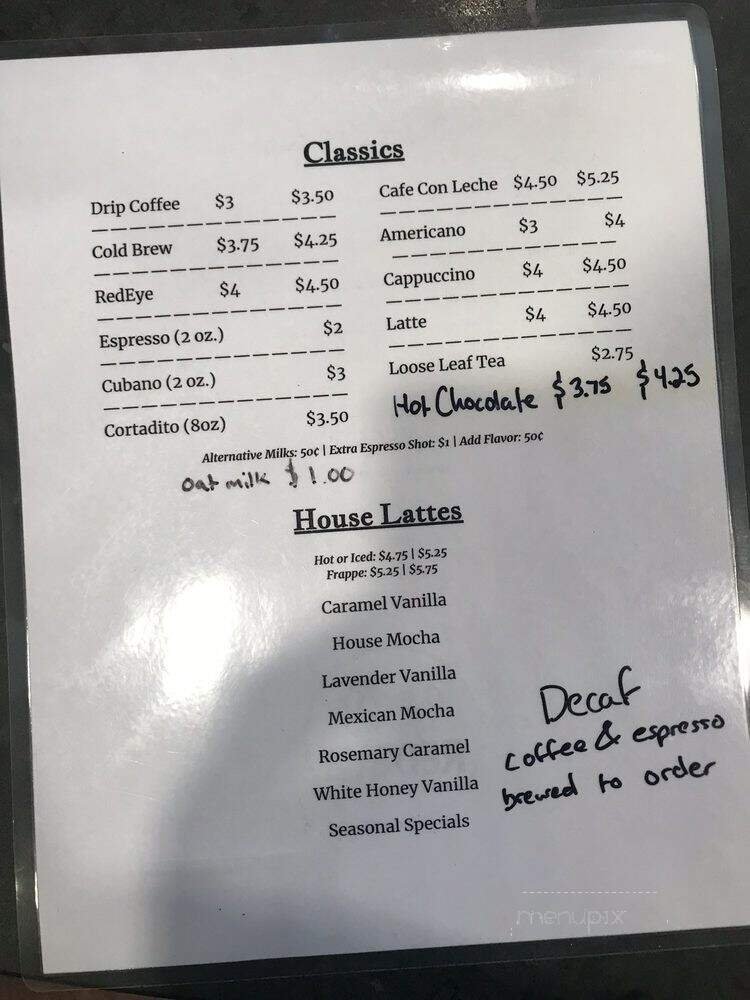 Classics
Drip Coffee $3 $3.50
Cold Brew $3.75 $4.25
RedEye $4 $4.50
Espresso (2 oz.) $2
Cubano (2 oz.) $3
Cortadito (8oz) $3.50
Cafe Con Leche $4.50 $5.25
Americano $3 $4
Cappuccino $4 $4.50
Latte $4 $4.50
Loose Leaf Tea $2.75
Hot Chocolate $3.75 $4.25
Alternative Milks: 50¢ | Extra Espresso Shot: $1 | Add Flavor: 50¢
oat milk $1.00
House Lattes
Hot or Iced: $4.75 | $5.25
Frappe: $5.25 | $5.75
Caramel Vanilla
House Mocha
Lavender Vanilla
Mexican Mocha
Rosemary Caramel
White Honey Vanilla
Seasonal Specials
Decaf
coffee & espresso
brewed to order
menupix